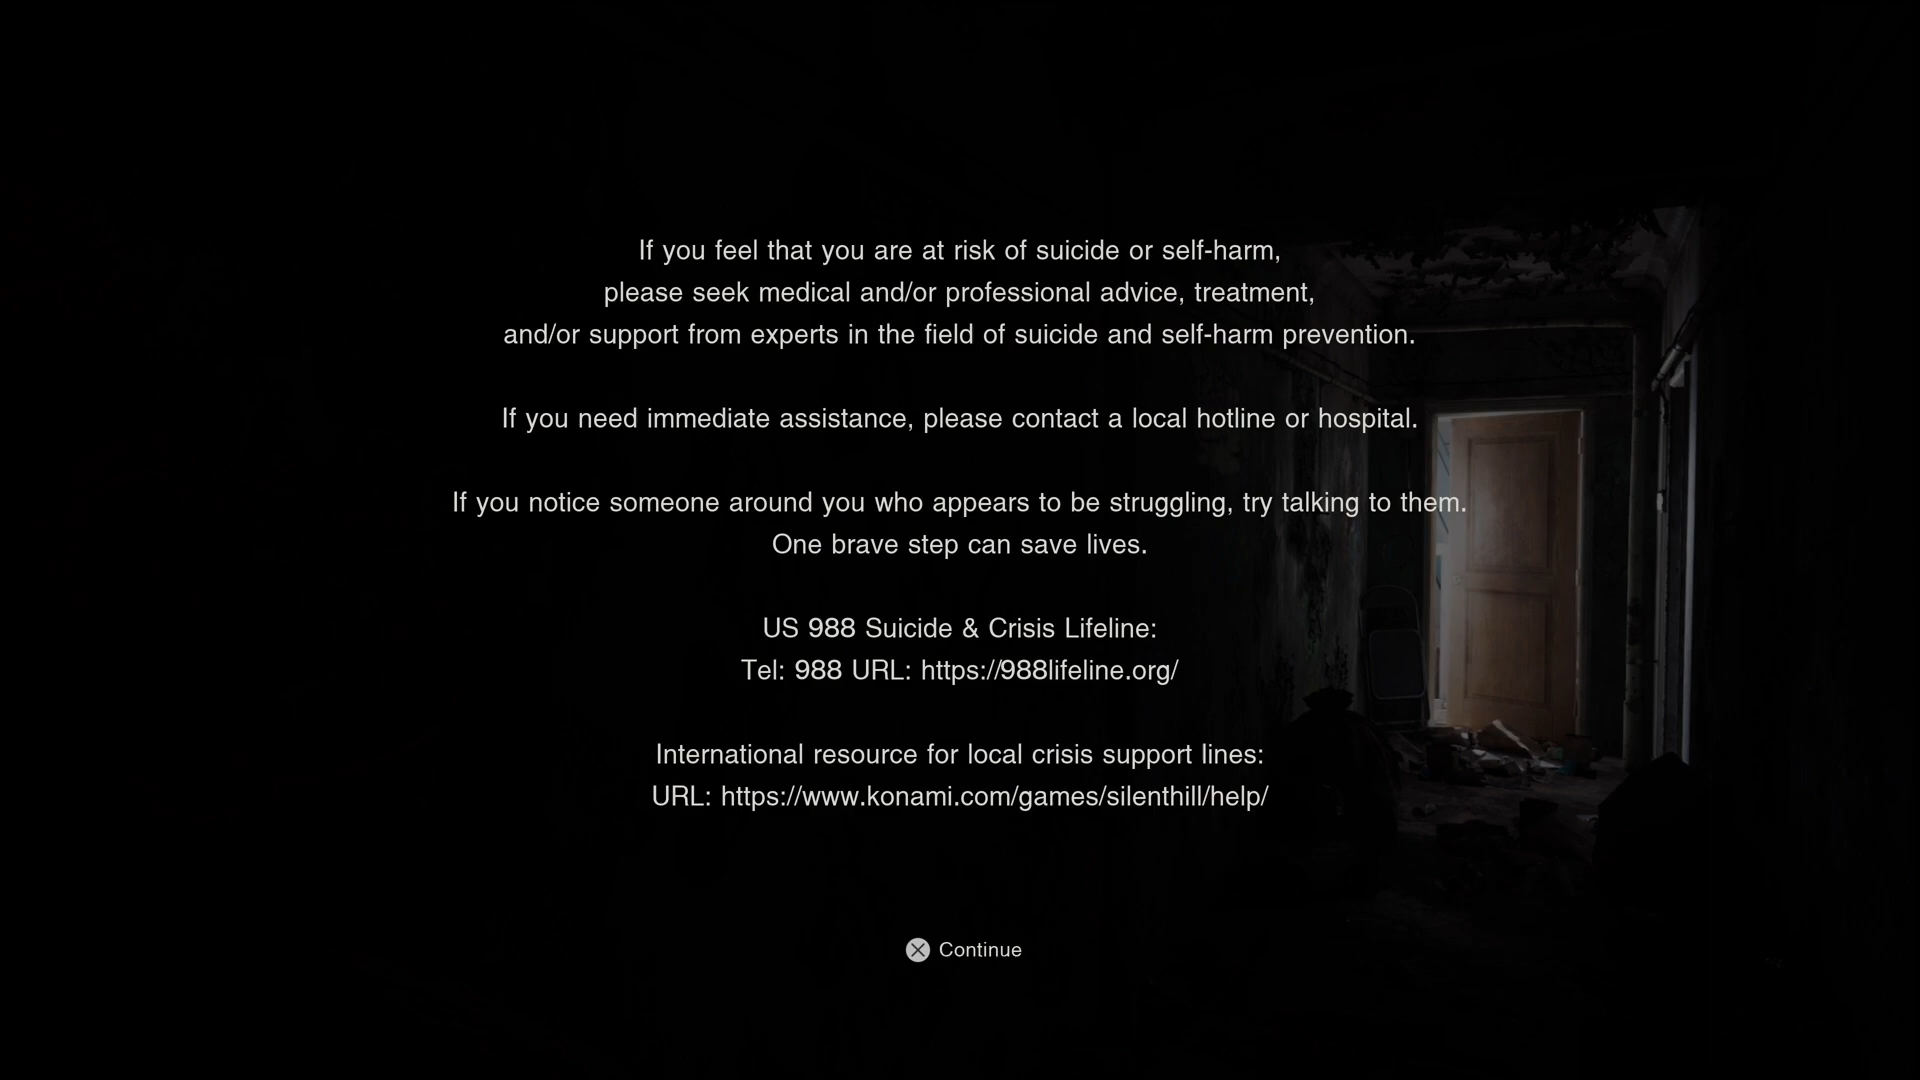 If you feel that you are at risk of suicide or self-harm,
please seek medical and/or professional advice, treatment,
and/or support from experts in the field of suicide and self-harm prevention.
If you need immediate assistance, please contact a local hotline or hospital.
If you notice someone around you who appears to be struggling, try talking to them.
One brave step can save lives.
US 988 Suicide & Crisis Lifeline:
Tel: 988 URL: https://988lifeline.org/
International resource for local crisis support lines:
URL: https://www.konami.com/games/silenthill/help/
Continue